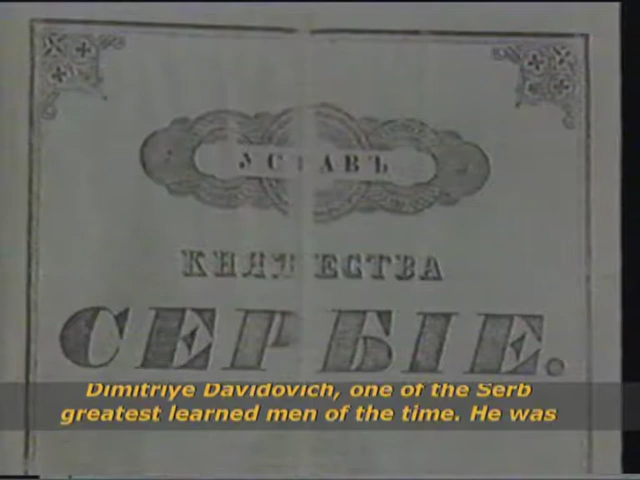 УСТАВЪ
КНЯЖЕСТВА
СЕРБІЕ.
Dimitriye Davidovich, one of the Serb
greatest learned men of the time. He was